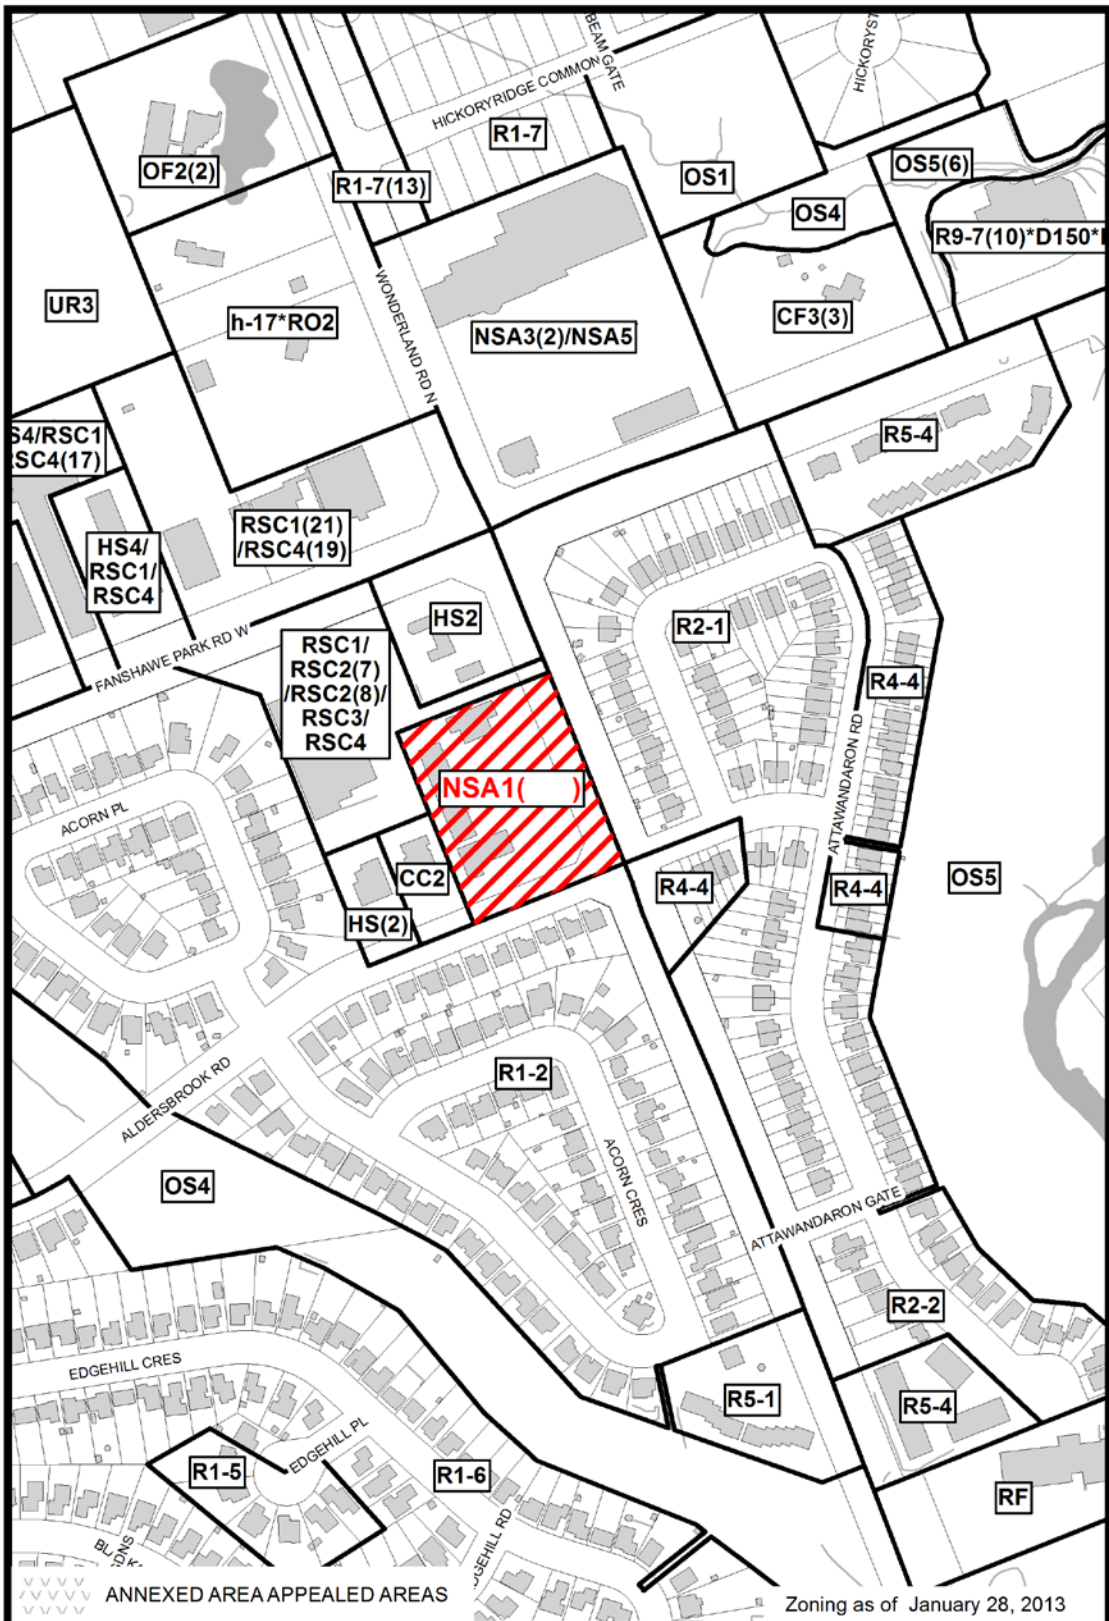 BEAM GATE
HICKORYRIDGE COMMON
R1-7
OF2(2)
R1-7(13)
OS1
OS5(6)
OS4
R9-7(10)*D150*
UR3
h-17*RO2
WONDERLAND RD N
NSA3(2)/NSA5
CF3(3)
S4/RSC1
RSC4(17)
R5-4
HS4/
RSC1/
RSC4
RSC1(21)
/RSC4(19)
HS2
R2-1
FANSHAWE PARK RD W
RSC1/
RSC2(7)
/RSC2(8)/
RSC3/
RSC4
R4-4
ATTAWANDARON RD
NSA1( )
ACORN PL
CC2
R4-4
R4-4
OS5
HS(2)
R1-2
ALDERSBROOK RD
ACORN CRES
OS4
ATTAWANDARON GATE
R2-2
EDGEHILL CRES
R5-1
R5-4
EDGEHILL PL
R1-5
R1-6
RF
DGEHILL RD
ANNEXED AREA APPEALED AREAS
Zoning as of January 28, 2013